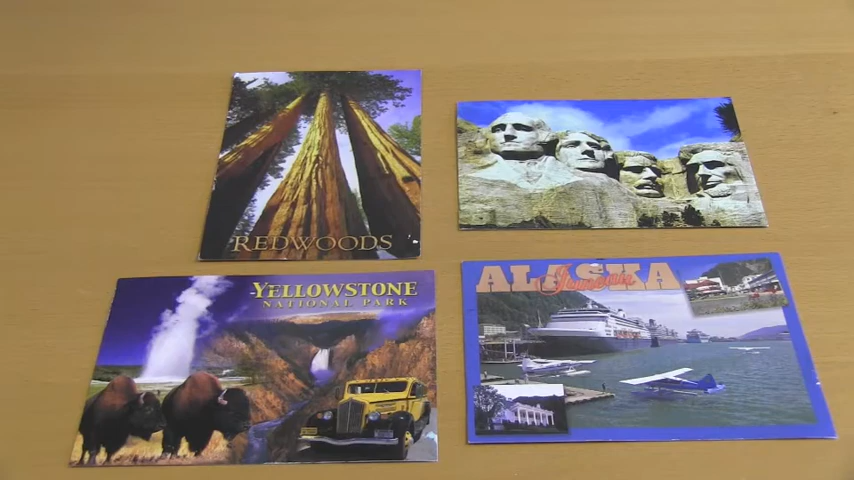 REDWOODS
YELLOWSTONE
NATIONAL PARK
ALASKA
Juneau